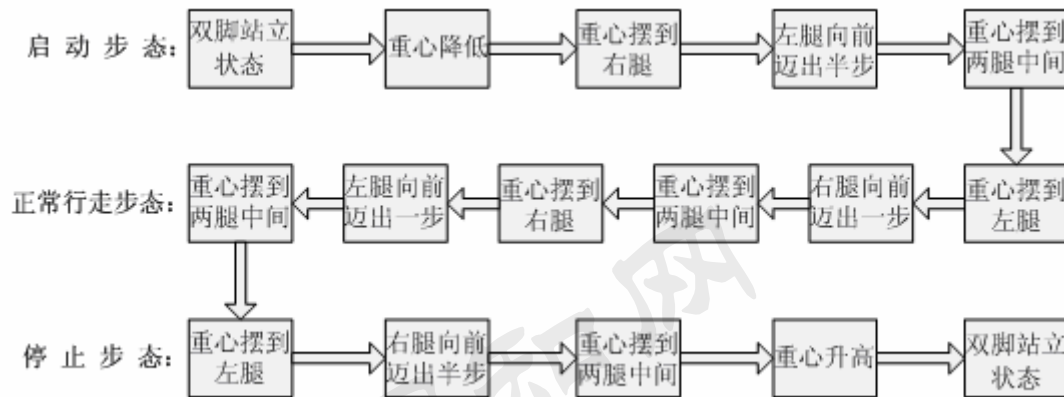 启动步态：
双脚站立
状态
重心降低
重心摆到
右腿
左腿向前
迈出半步
重心摆到
两腿中间
正常行走步态：
重心摆到
两腿中间
左腿向前
迈出一步
重心摆到
右腿
重心摆到
两腿中间
右腿向前
迈出一步
重心摆到
左腿
停止步态：
重心摆到
左腿
右腿向前
迈出半步
重心摆到
两腿中间
重心升高
双脚站立
状态